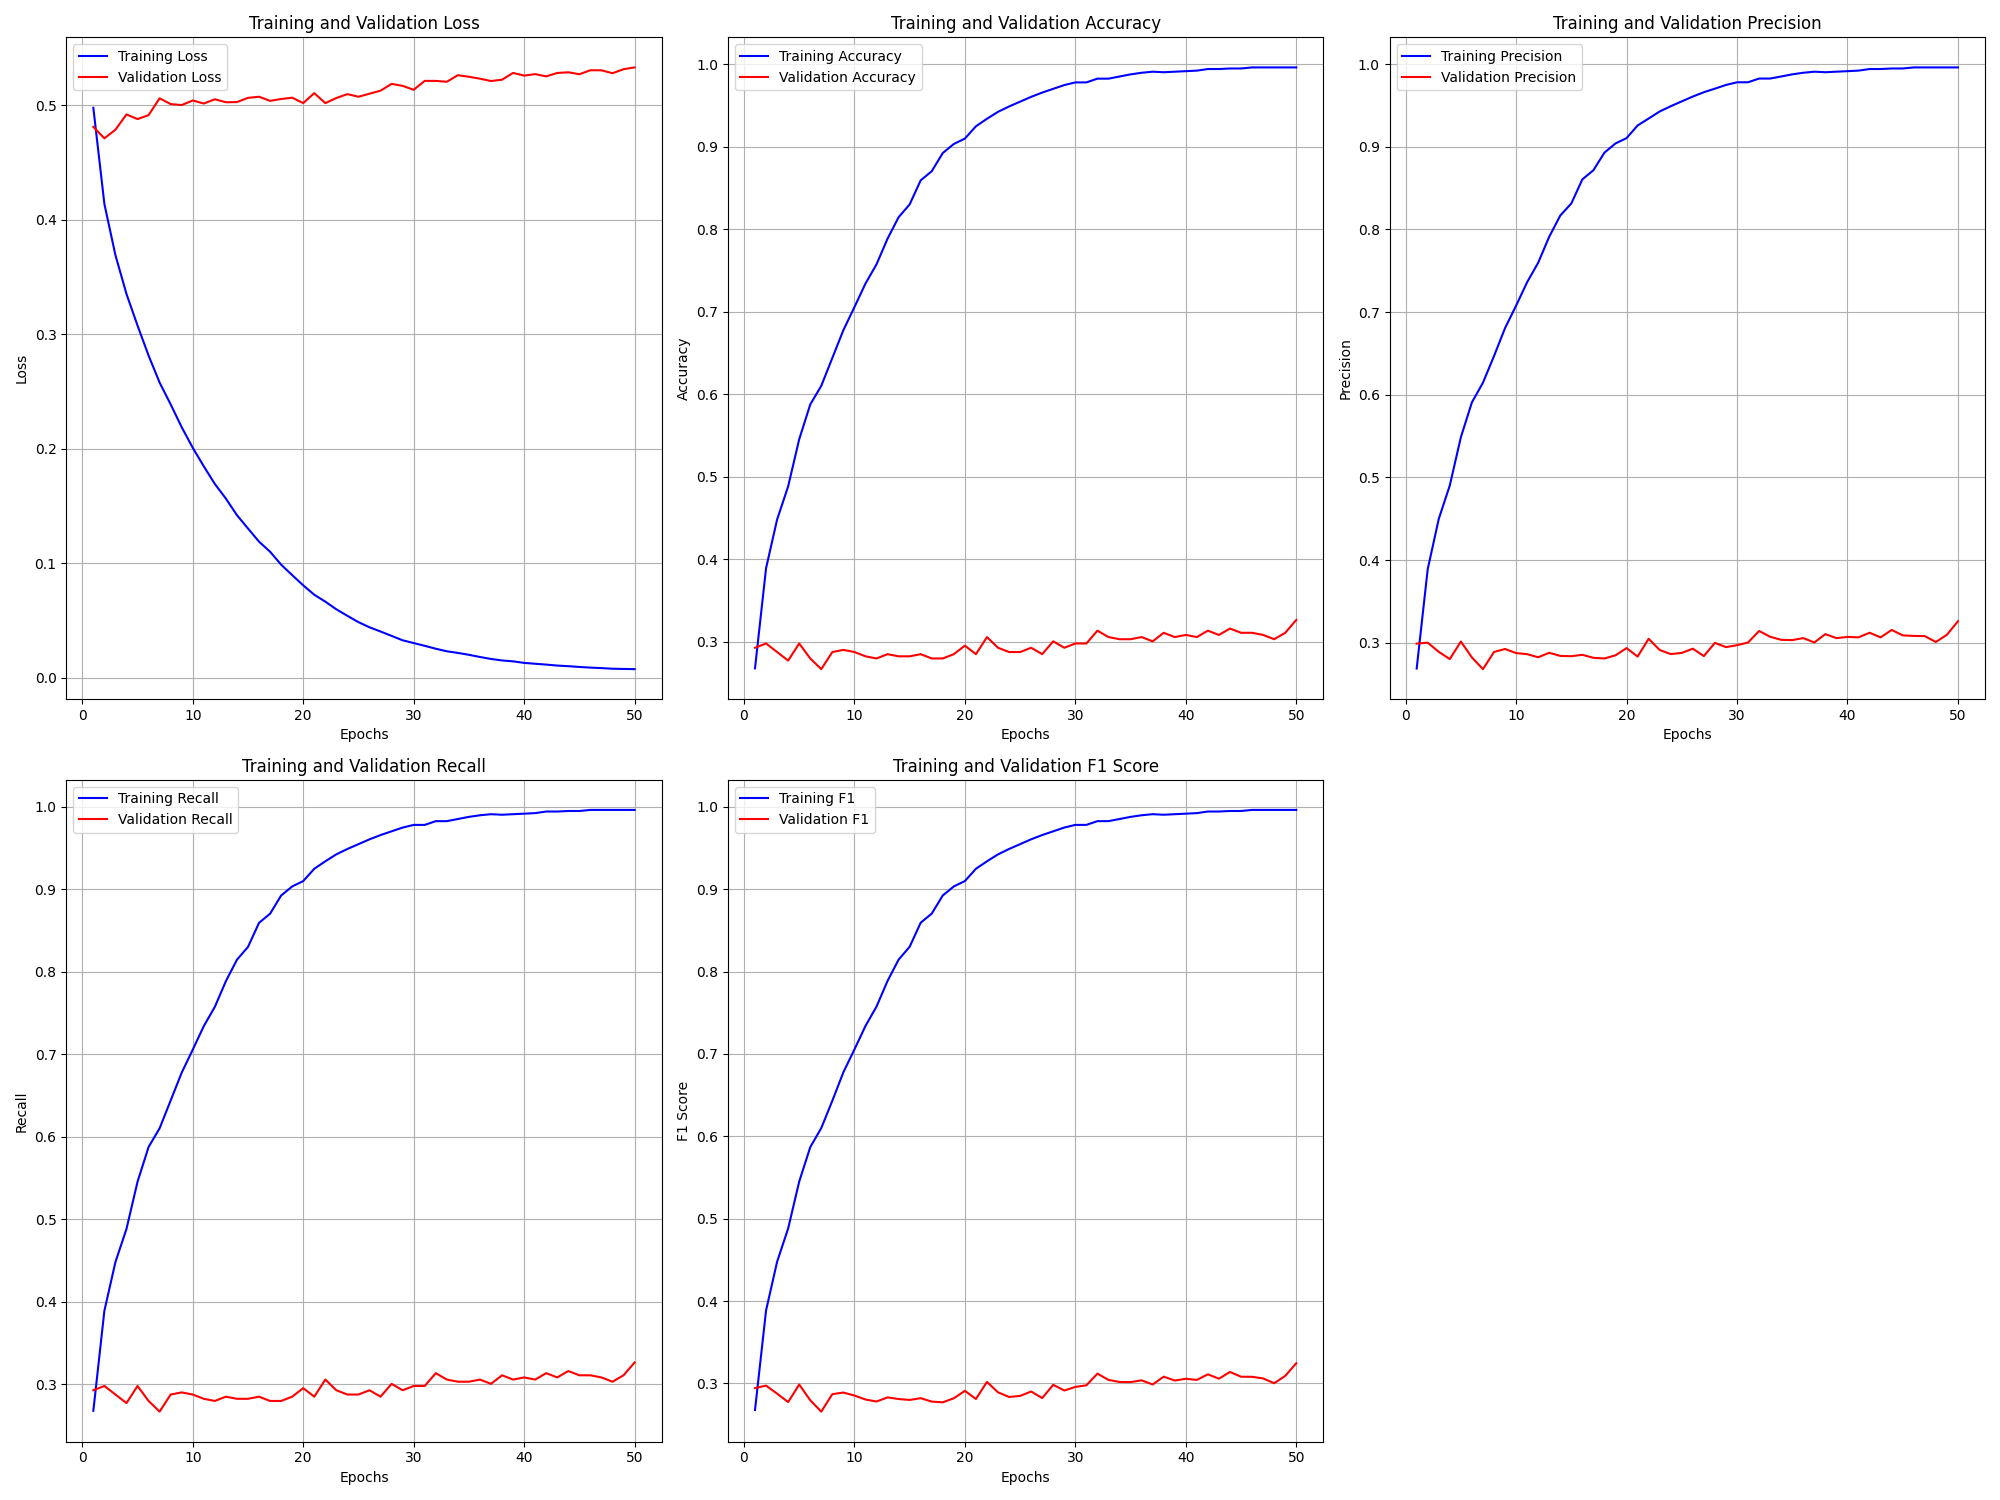 Training and Validation Loss
Training Loss
Validation Loss
0.5
0.4
0.3
0.2
0.1
0.0
Loss
0 10 20 30 40 50
Epochs
Training and Validation Accuracy
Training Accuracy
Validation Accuracy
1.0
0.9
0.8
0.7
0.6
0.5
0.4
0.3
Accuracy
0 10 20 30 40 50
Epochs
Training and Validation Precision
Training Precision
Validation Precision
1.0
0.9
0.8
0.7
0.6
0.5
0.4
0.3
Precision
0 10 20 30 40 50
Epochs
Training and Validation Recall
Training Recall
Validation Recall
1.0
0.9
0.8
0.7
0.6
0.5
0.4
0.3
Recall
0 10 20 30 40 50
Epochs
Training and Validation F1 Score
Training F1
Validation F1
1.0
0.9
0.8
0.7
0.6
0.5
0.4
0.3
F1 Score
0 10 20 30 40 50
Epochs